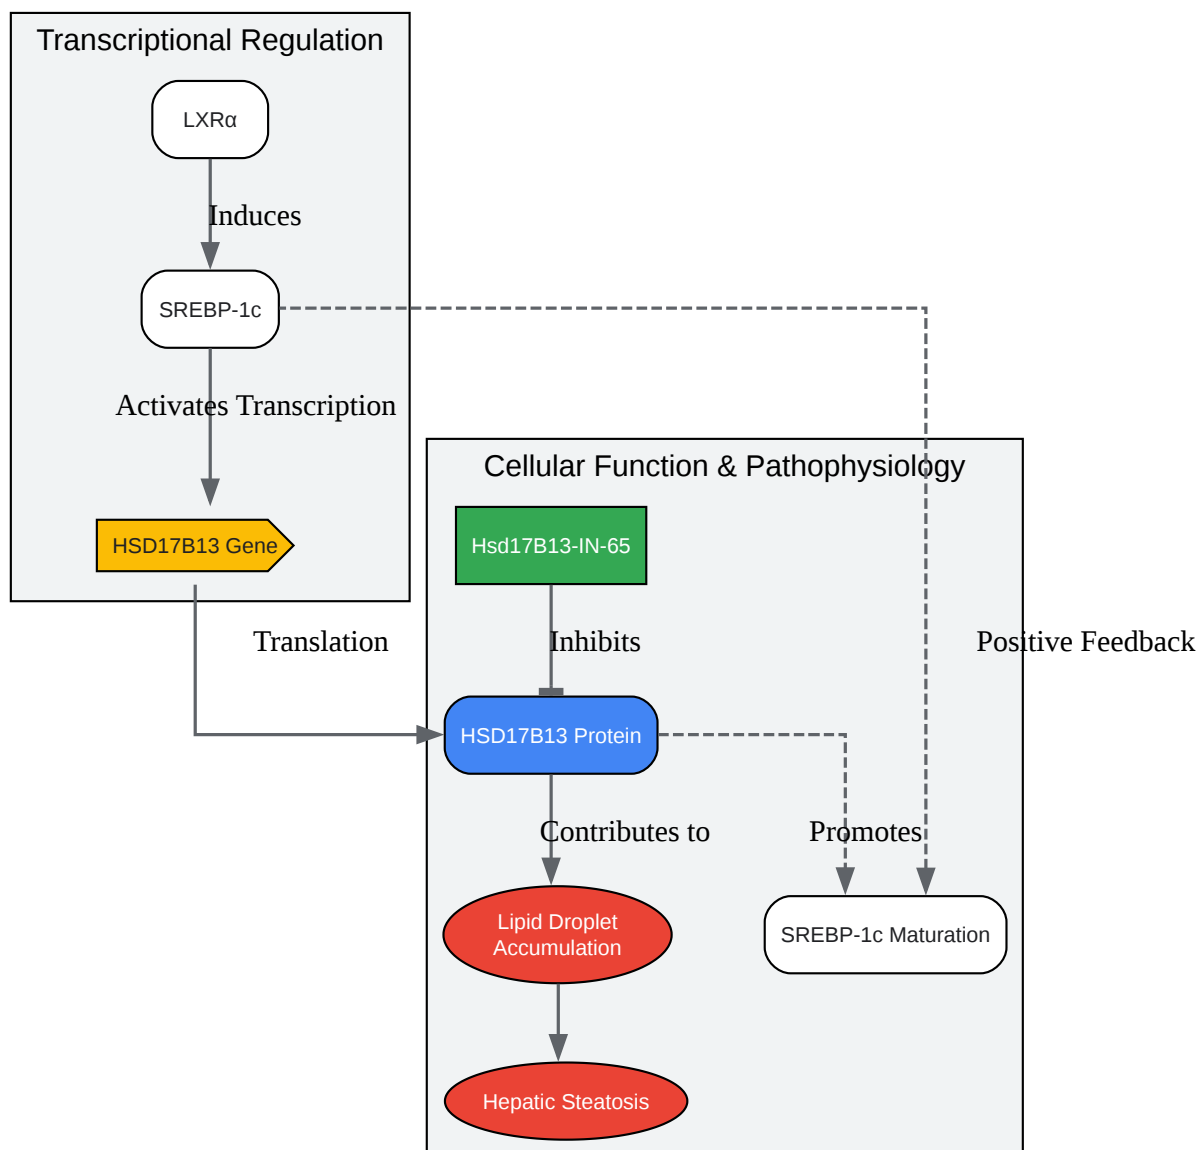 Transcriptional Regulation
LXRα
Induces
SREBP-1c
Activates Transcription
HSD17B13 Gene
Translation
Cellular Function & Pathophysiology
Hsd17B13-IN-65
Inhibits
Positive Feedback
HSD17B13 Protein
Contributes to
Promotes
Lipid Droplet
Accumulation
SREBP-1c Maturation
Hepatic Steatosis